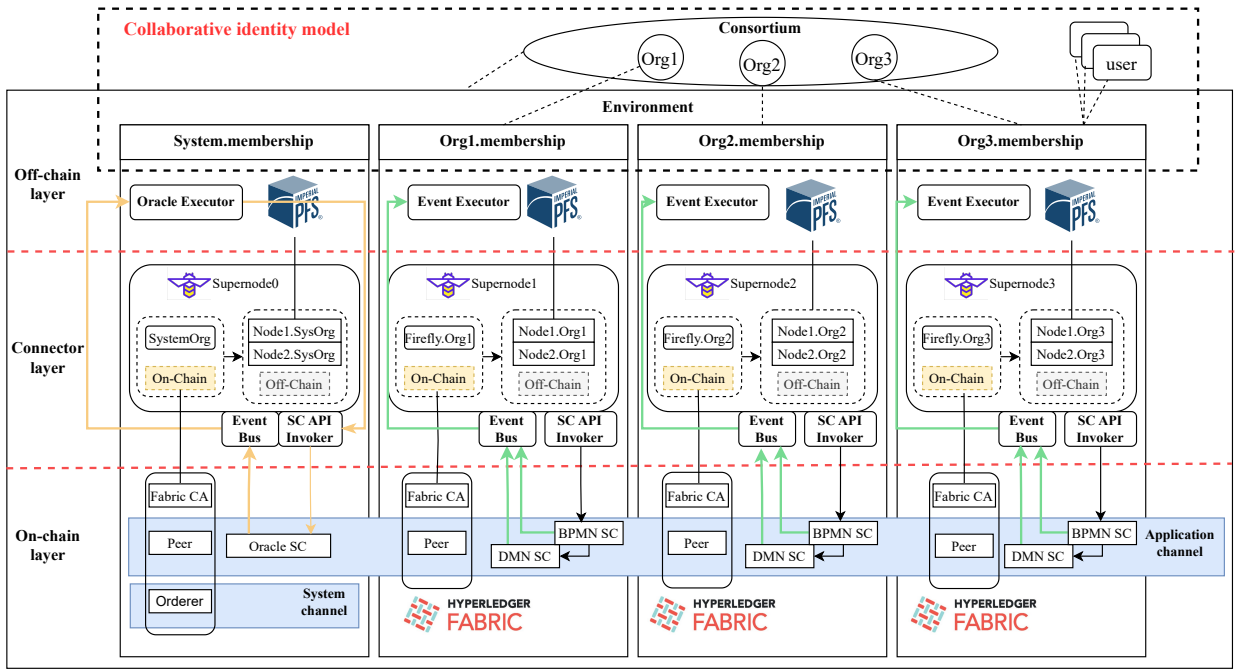 Collaborative identity model
Consortium
Org1
Org2
Org3
user
Environment
System.membership
Org1.membership
Org2.membership
Org3.membership
Off-chain
layer
Oracle Executor
IMPERIAL
PFS®
Event Executor
IMPERIAL
PFS®
Event Executor
IMPERIAL
PFS®
Event Executor
IMPERIAL
PFS®
Connector
layer
Supernode0
SystemOrg
On-Chain
Node1.SysOrg
Node2.SysOrg
Off-Chain
Event
Bus
SC API
Invoker
Supernode1
Firefly.Org1
On-Chain
Node1.Org1
Node2.Org1
Off-Chain
Event
Bus
SC API
Invoker
Supernode2
Firefly.Org2
On-Chain
Node1.Org2
Node2.Org2
Off-Chain
Event
Bus
SC API
Invoker
Supernode3
Firefly.Org3
On-Chain
Node1.Org3
Node2.Org3
Off-Chain
Event
Bus
SC API
Invoker
On-chain
layer
Fabric CA
Peer
Oracle SC
Orderer
System
channel
Fabric CA
Peer
BPMN SC
DMN SC
HYPERLEDGER
FABRIC
Fabric CA
Peer
BPMN SC
DMN SC
HYPERLEDGER
FABRIC
Fabric CA
Peer
BPMN SC
DMN SC
HYPERLEDGER
FABRIC
Application
channel